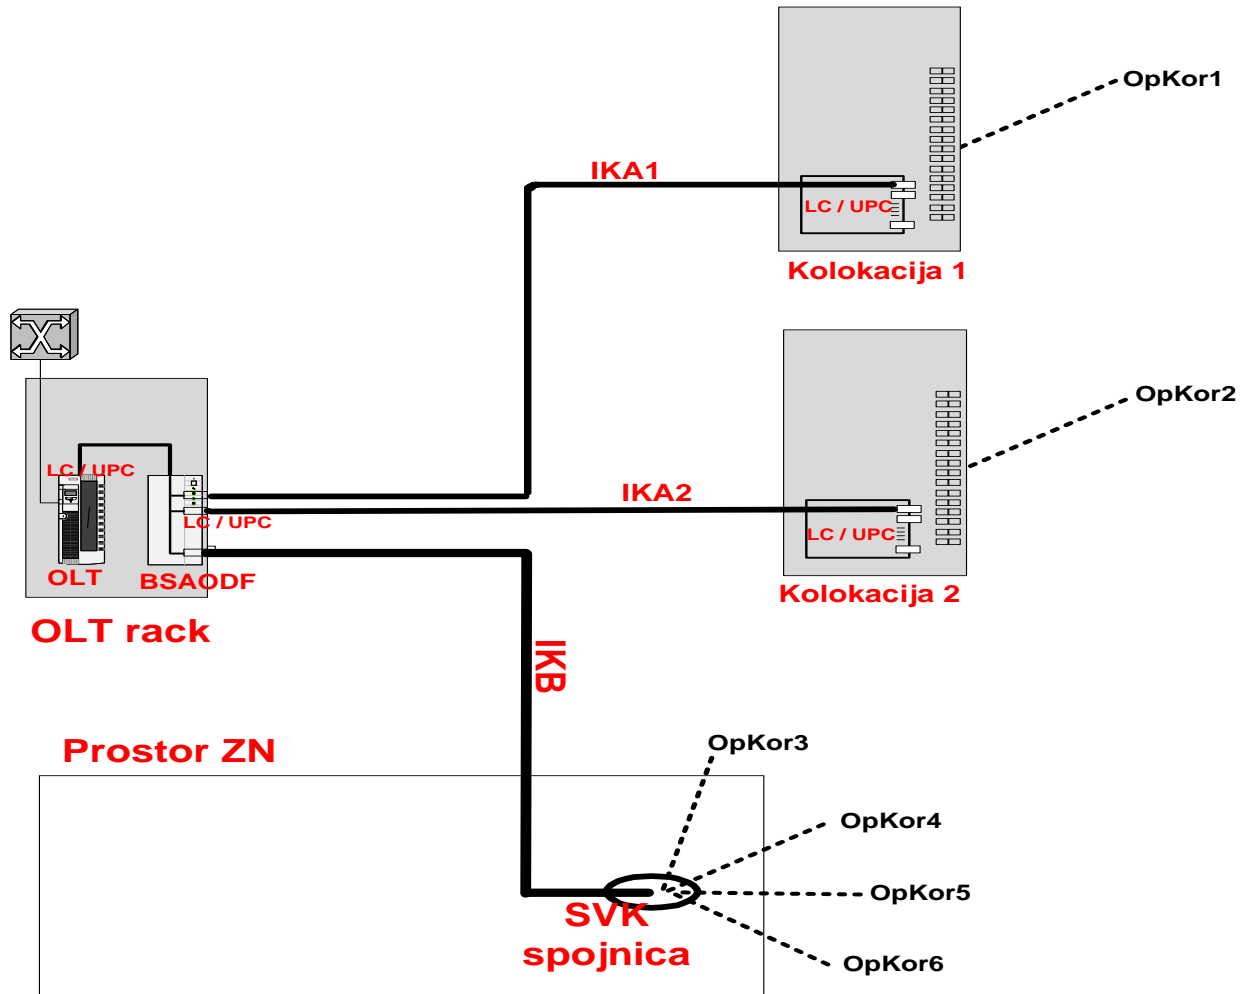 OpKor1
IKA1
LC / UPC
Kolokacija 1
OpKor2
LC / UPC
IKA2
LC / UPC
LC / UPC
OLT
BSAODF
Kolokacija 2
OLT rack
IKB
Prostor ZN
OpKor3
OpKor4
OpKor5
SVK
spojnica
OpKor6